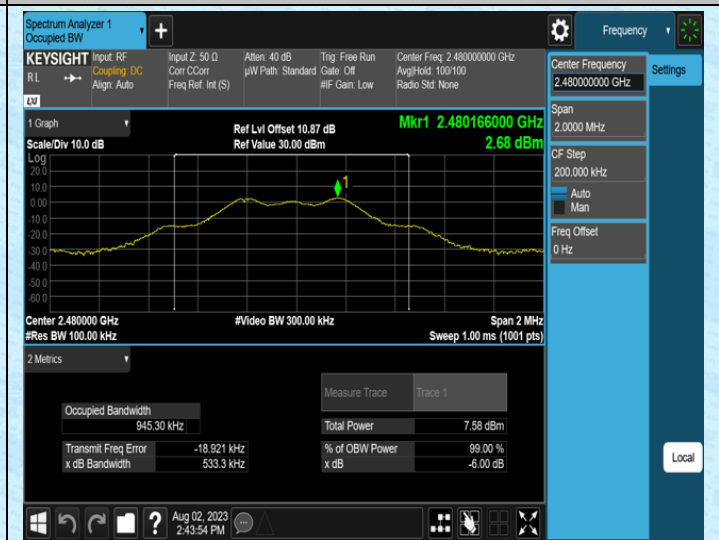 Spectrum Analyzer 1
Occupied BW
Frequency
KEYSIGHT
RL
LXI
Input: RF
Coupling: DC
Align: Auto
Input Z: 50 Ω
Corr CCorr
Freq Ref: Int (S)
Atten: 40 dB
µW Path: Standard
Trig: Free Run
Gate: Off
#IF Gain: Low
Center Freq: 2.480000000 GHz
Avg|Hold: 100/100
Radio Std: None
Center Frequency
2.480000000 GHz
Settings
Span
2.0000 MHz
CF Step
200.000 kHz
Auto
Man
Freq Offset
0 Hz
1 Graph
Scale/Div 10.0 dB
Ref Lvl Offset 10.87 dB
Ref Value 30.00 dBm
Mkr1 2.480166000 GHz
2.68 dBm
Log
20.0
10.0
0.00
-10.0
-20.0
-30.0
-40.0
-50.0
-60.0
1
Center 2.480000 GHz
#Res BW 100.00 kHz
#Video BW 300.00 kHz
Span 2 MHz
Sweep 1.00 ms (1001 pts)
2 Metrics
Measure Trace Trace 1
Occupied Bandwidth
945.30 kHz
Total Power 7.58 dBm
Transmit Freq Error -18.921 kHz
% of OBW Power 99.00 %
x dB Bandwidth 533.3 kHz
x dB -6.00 dB
Local
?
Aug 02, 2023
2:43:54 PM